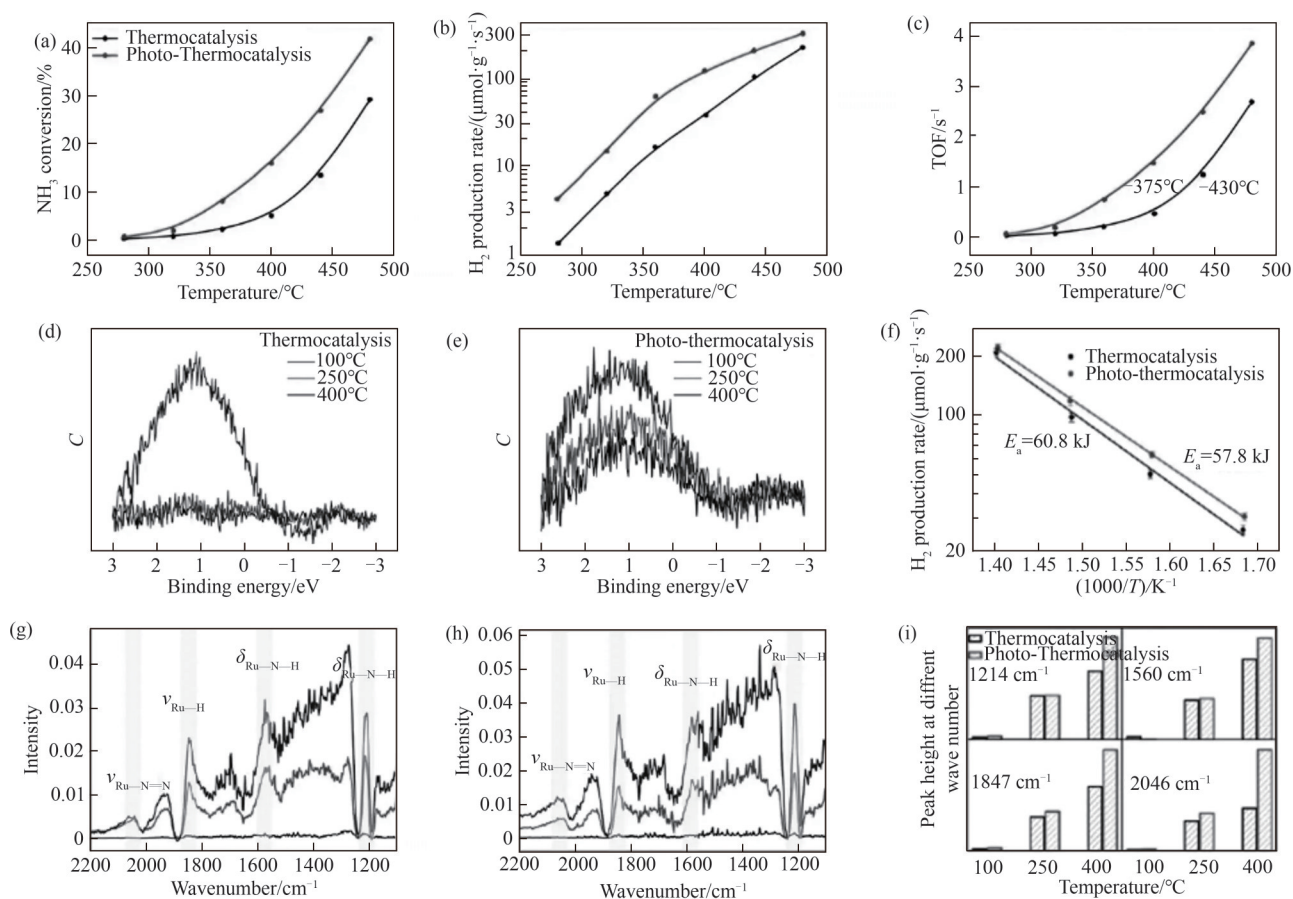 (a)
Thermocatalysis
Photo-Thermocatalysis
NH₃ conversion/%
40
30
20
10
0
250 300 350 400 450 500
Temperature/°C
(b)
H₂ production rate/(μmol·g⁻¹·s⁻¹)
300
100
30
10
3
1
250 300 350 400 450 500
Temperature/°C
(c)
TOF/s⁻¹
4
3
2
1
0
−375°C
−430°C
250 300 350 400 450 500
Temperature/°C
(d)
Thermocatalysis
100°C
250°C
400°C
C
3 2 1 0 −1 −2 −3
Binding energy/eV
(e)
Photo-thermocatalysis
100°C
250°C
400°C
C
3 2 1 0 −1 −2 −3
Binding energy/eV
(f)
Thermocatalysis
Photo-thermocatalysis
H₂ production rate/(μmol·g⁻¹·s⁻¹)
200
100
20
Eₐ=60.8 kJ
Eₐ=57.8 kJ
1.40 1.45 1.50 1.55 1.60 1.65 1.70
(1000/T)/K⁻¹
(g)
Intensity
0.04
0.03
0.02
0.01
0
ν Ru—N=N
ν Ru—H
δ Ru—N—H
δ Ru—N—H
2200 2000 1800 1600 1400 1200
Wavenumber/cm⁻¹
(h)
Intensity
0.06
0.05
0.04
0.03
0.02
0.01
0
ν Ru—N=N
ν Ru—H
δ Ru—N—H
δ Ru—N—H
2200 2000 1800 1600 1400 1200
Wavenumber/cm⁻¹
(i)
Thermocatalysis
Photo-Thermocatalysis
Peak height at diffrent
wave number
1214 cm⁻¹
1560 cm⁻¹
1847 cm⁻¹
2046 cm⁻¹
100 250 400 100 250 400
Temperature/°C